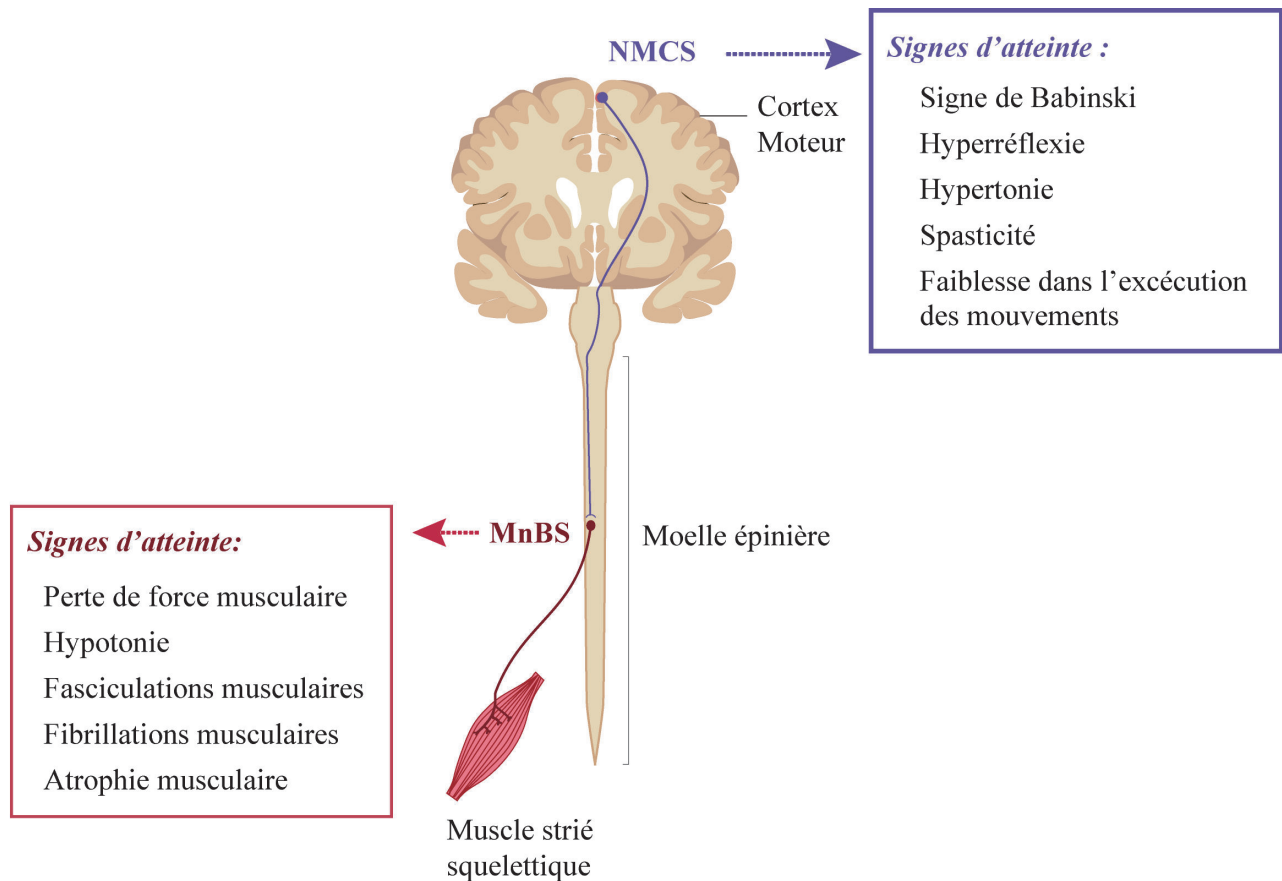 NMCS
Signes d’atteinte :
Signe de Babinski
Hyperréflexie
Hypertonie
Spasticité
Faiblesse dans l’excécution
des mouvements
Cortex
Moteur
MnBS
Moelle épinière
Signes d’atteinte:
Perte de force musculaire
Hypotonie
Fasciculations musculaires
Fibrillations musculaires
Atrophie musculaire
Muscle strié
squelettique